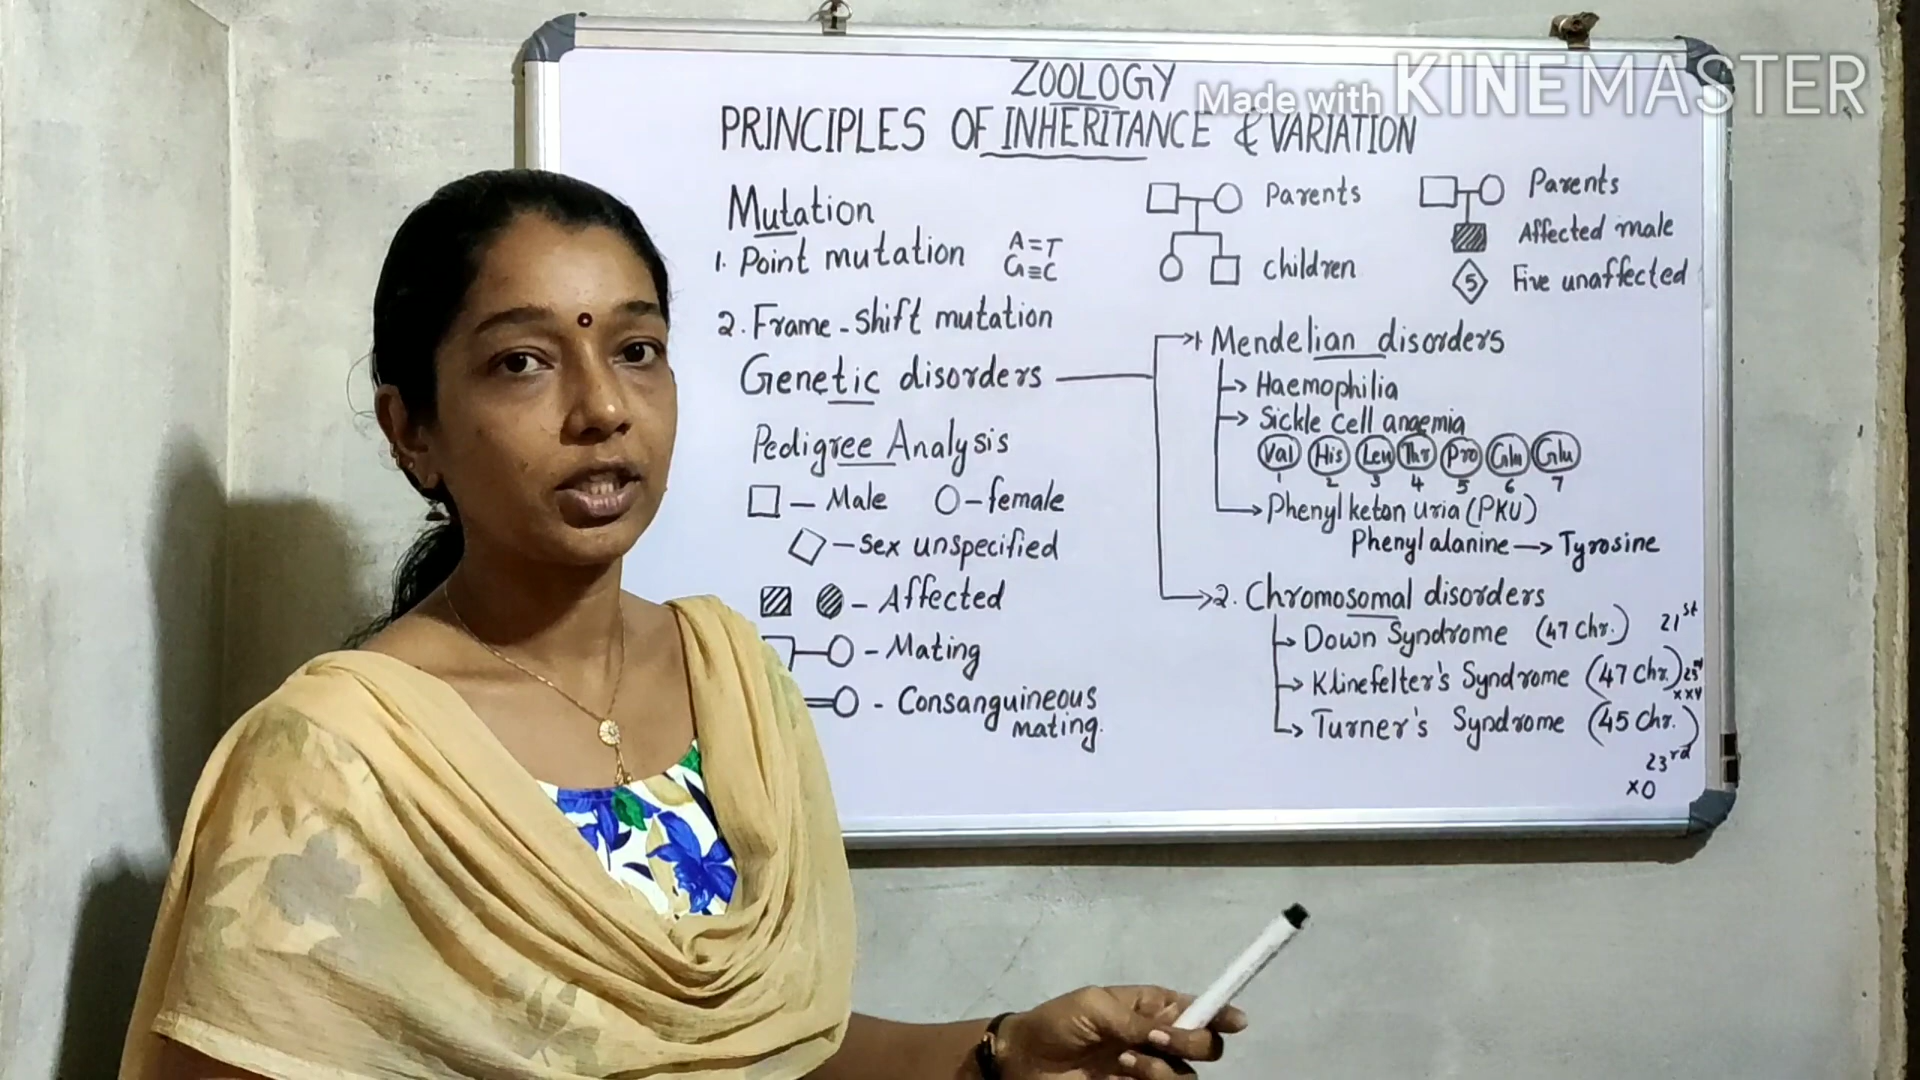 ZOOLOGY
Made with KINEMASTER
PRINCIPLES OF INHERITANCE & VARIATION
Mutation
1. Point mutation A=T
G≡C
2. Frame-shift mutation
Genetic disorders
Pedigree Analysis
Male female
sex unspecified
Affected
Mating
Consanguineous
mating.
Parents
children
Parents
Affected male
5 Five unaffected
1 Mendelian disorders
Haemophilia
Sickle cell anaemia
Val His Leu Thr Pro Glu Glu
1 2 3 4 5 6 7
Phenyl keton uria (PKU)
Phenyl alanine → Tyrosine
2. Chromosomal disorders
Down Syndrome (47 Chr.) 21st
Klinefelter's Syndrome (47 Chr.)
XXY
Turner's Syndrome (45 Chr.)
23rd
XO